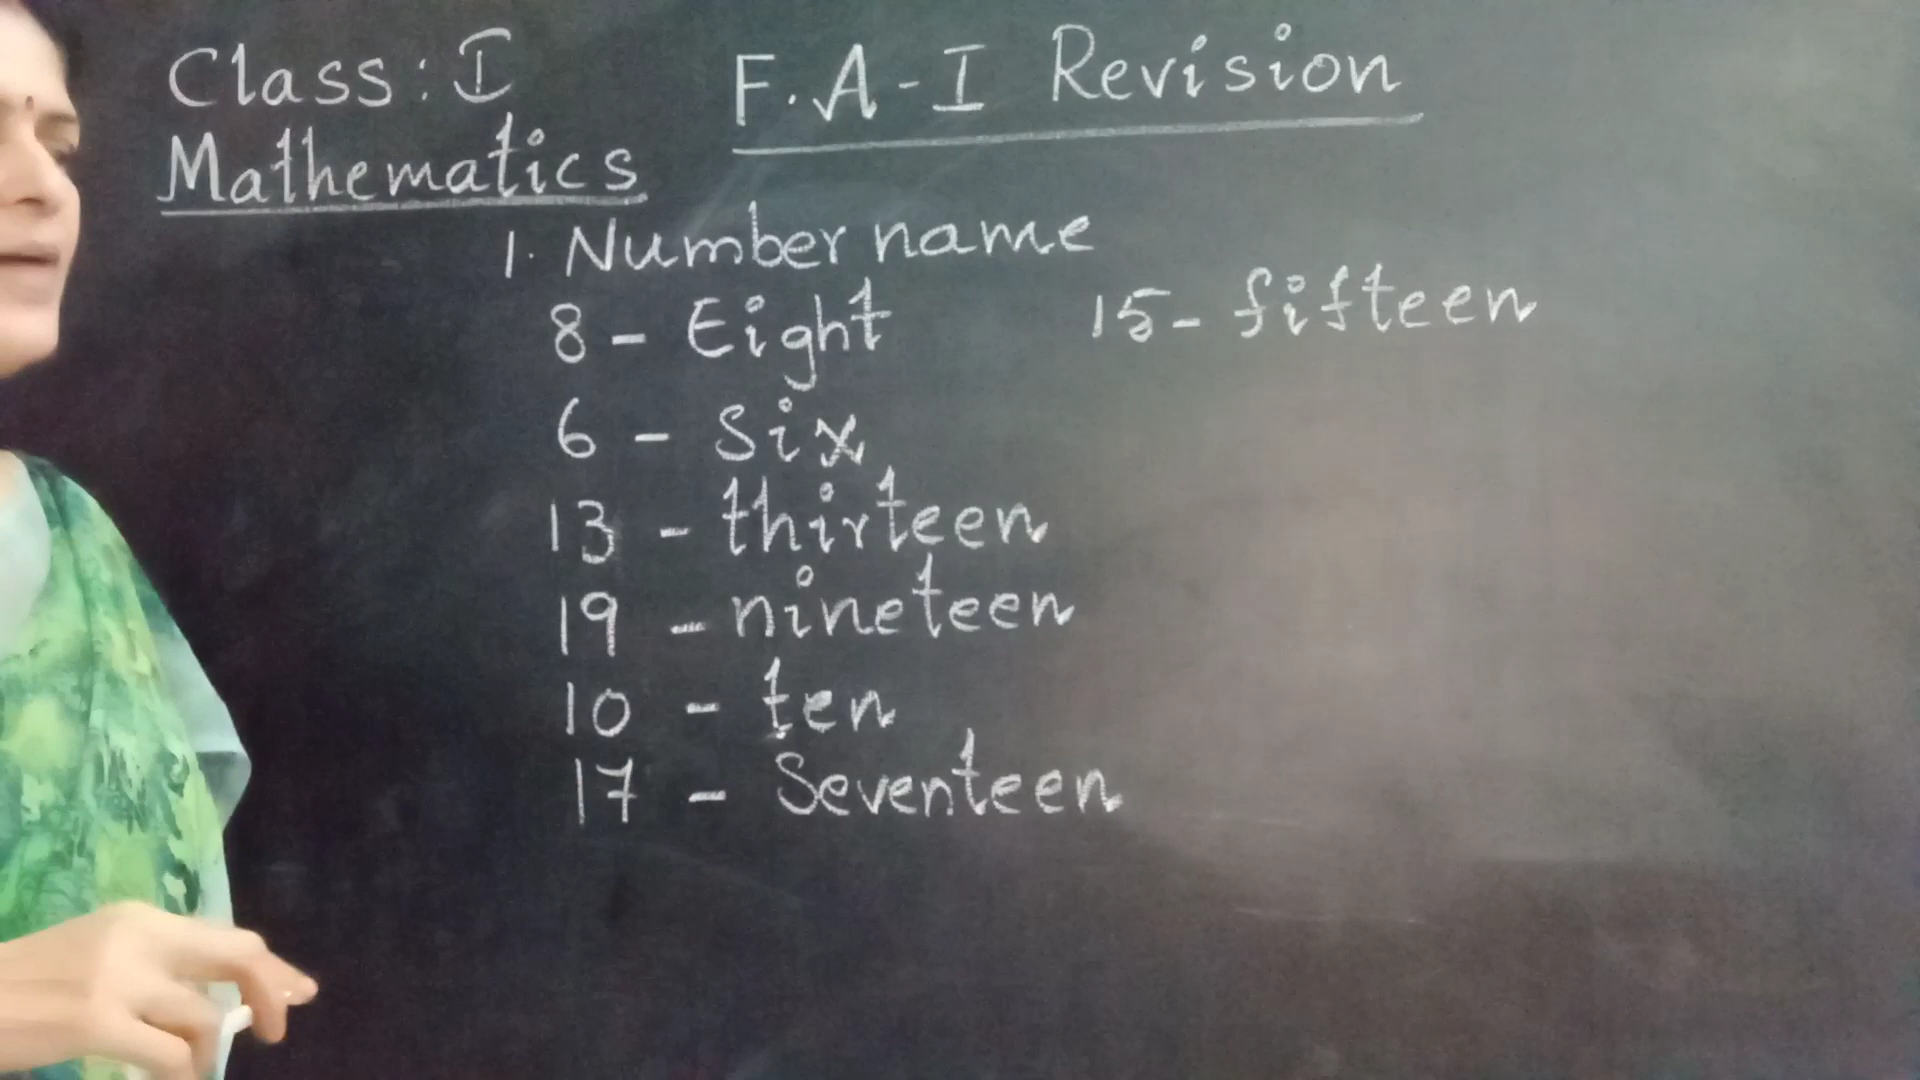 Class: I
Mathematics
F.A-I Revision
1. Number name
8 - Eight
6 - Six
13 - thirteen
19 - nineteen
10 - ten
17 - Seventeen
15 - fifteen